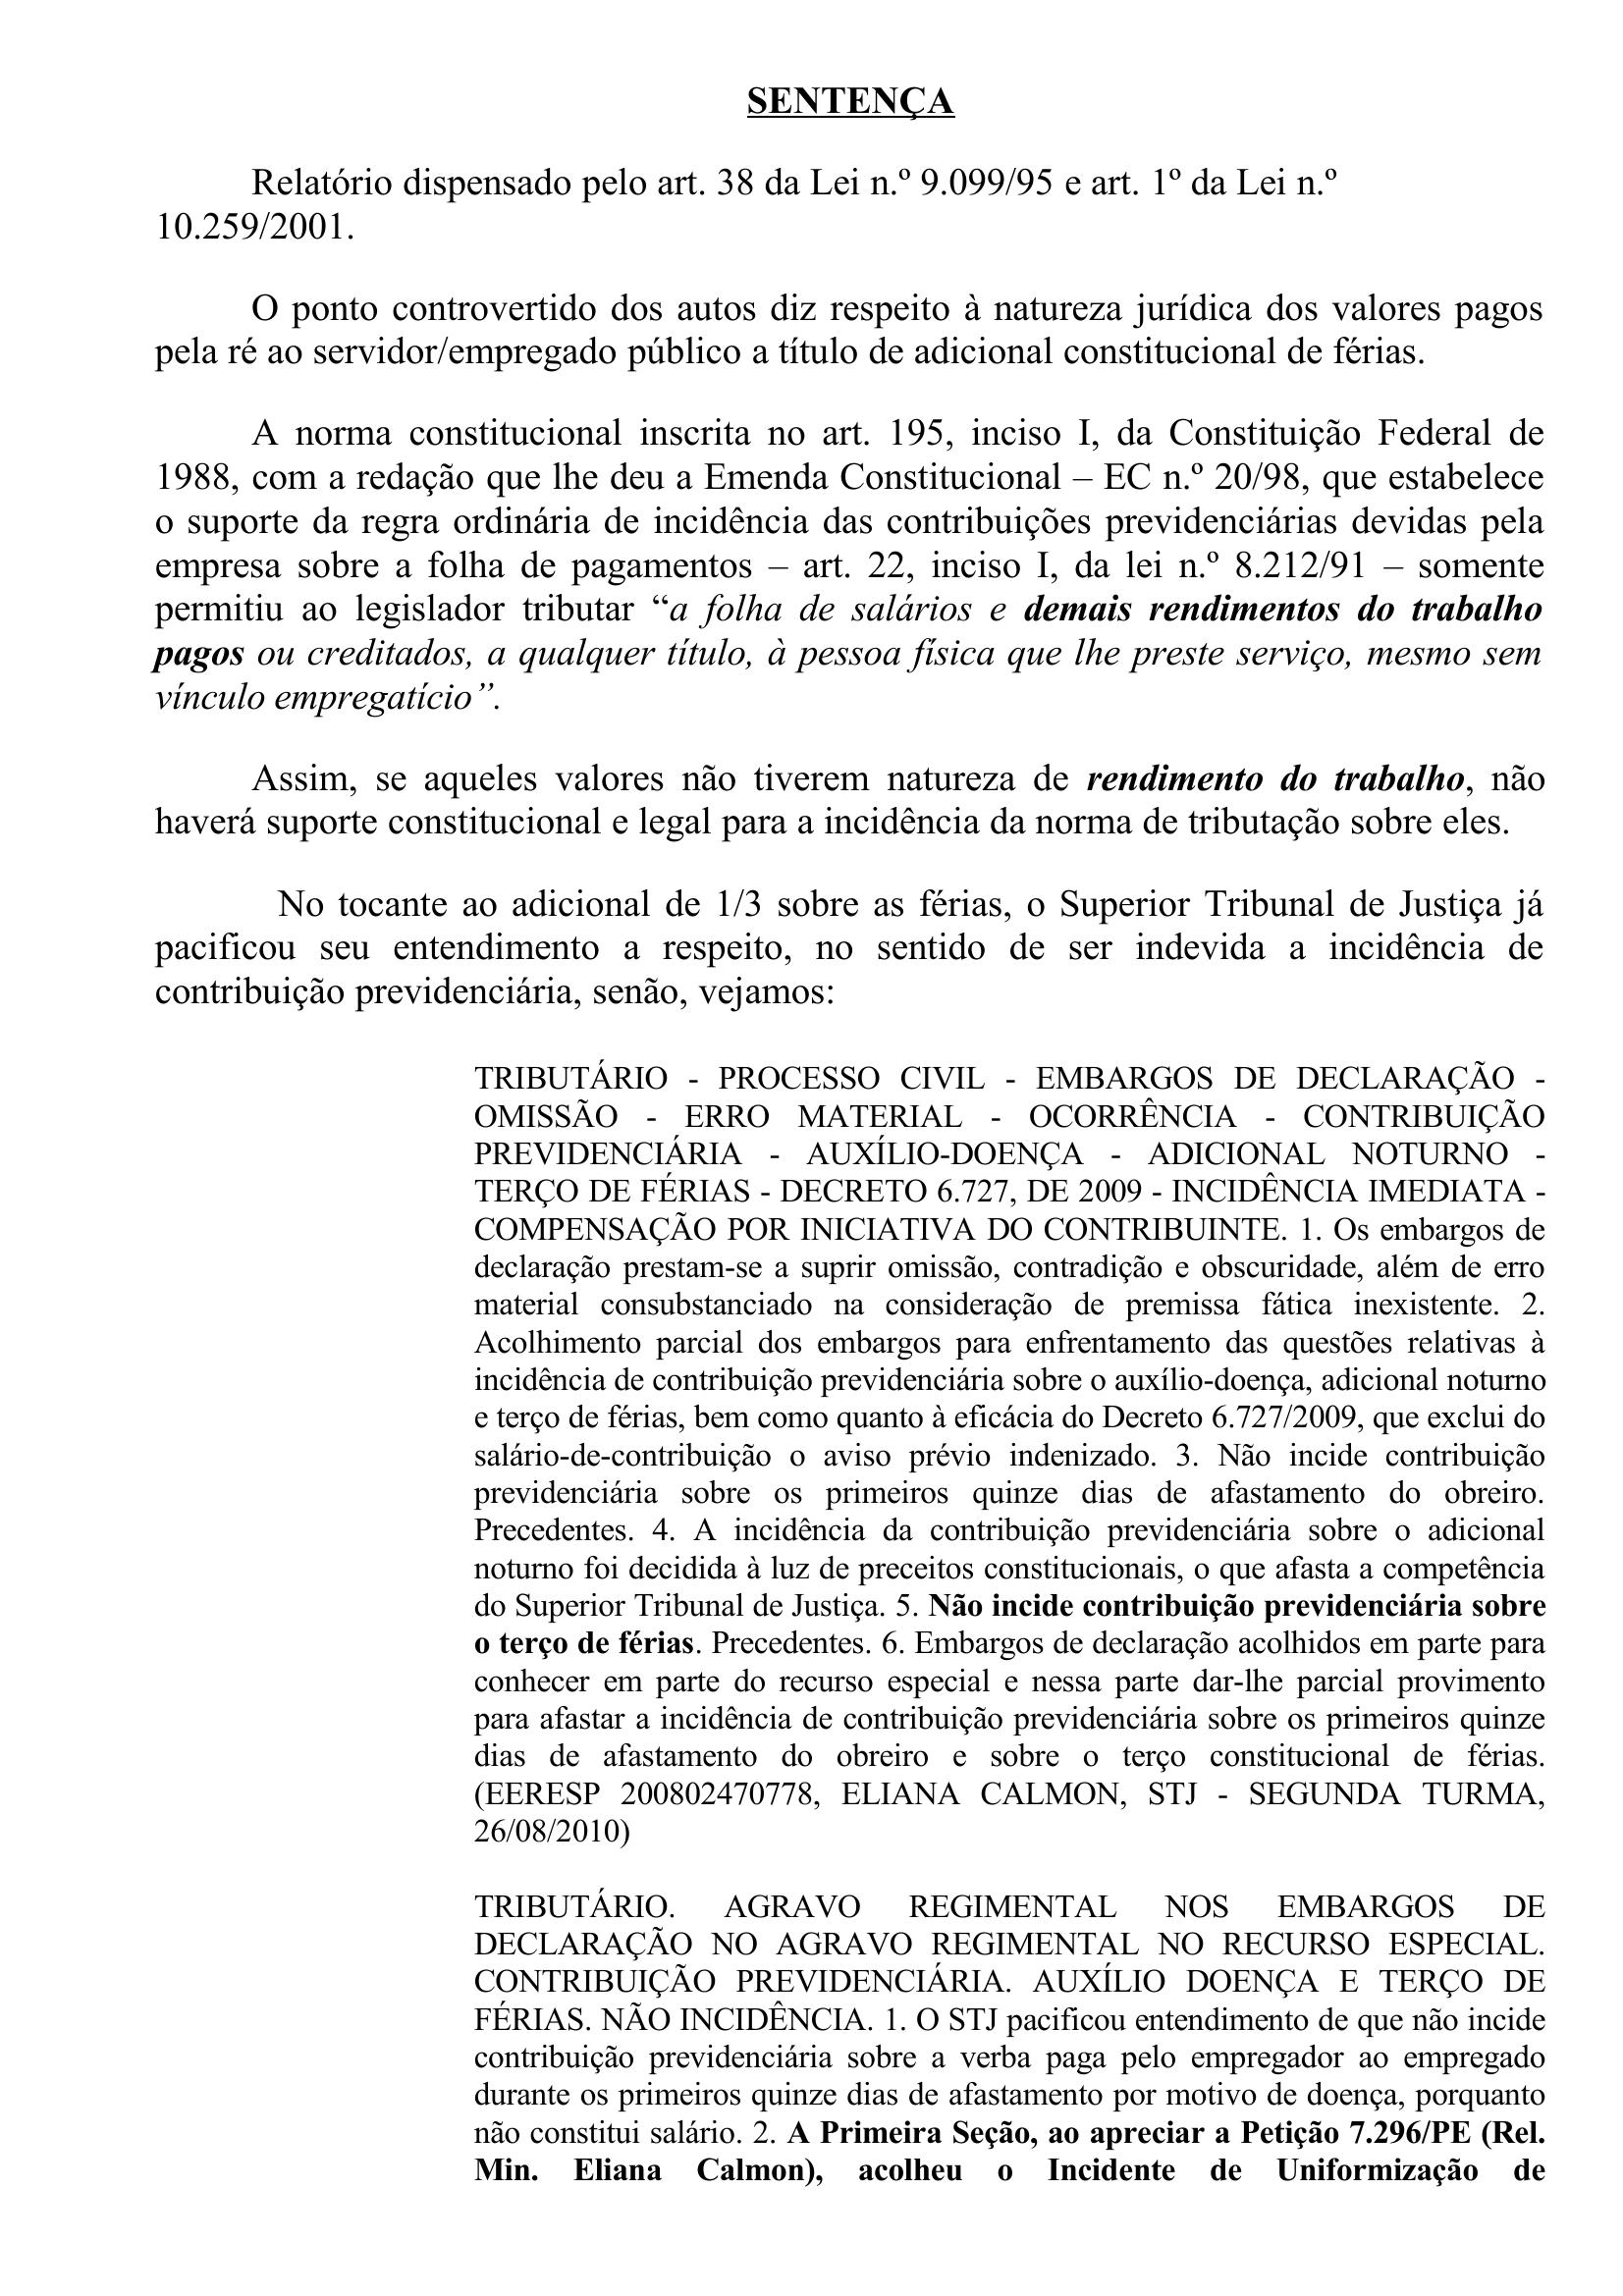 SENTENÇA
Relatório dispensado pelo art. 38 da Lei n.º 9.099/95 e art. 1º da Lei n.º
10.259/2001.
O ponto controvertido dos autos diz respeito à natureza jurídica dos valores pagos
pela ré ao servidor/empregado público a título de adicional constitucional de férias.
A norma constitucional inscrita no art. 195, inciso I, da Constituição Federal de
1988, com a redação que lhe deu a Emenda Constitucional – EC n.º 20/98, que estabelece
o suporte da regra ordinária de incidência das contribuições previdenciárias devidas pela
empresa sobre a folha de pagamentos – art. 22, inciso I, da lei n.º 8.212/91 – somente
permitiu ao legislador tributar “a folha de salários e demais rendimentos do trabalho
pagos ou creditados, a qualquer título, à pessoa física que lhe preste serviço, mesmo sem
vínculo empregatício”.
Assim, se aqueles valores não tiverem natureza de rendimento do trabalho, não
haverá suporte constitucional e legal para a incidência da norma de tributação sobre eles.
No tocante ao adicional de 1/3 sobre as férias, o Superior Tribunal de Justiça já
pacificou seu entendimento a respeito, no sentido de ser indevida a incidência de
contribuição previdenciária, senão, vejamos:
TRIBUTÁRIO - PROCESSO CIVIL - EMBARGOS DE DECLARAÇÃO -
OMISSÃO - ERRO MATERIAL - OCORRÊNCIA - CONTRIBUIÇÃO
PREVIDENCIÁRIA - AUXÍLIO-DOENÇA - ADICIONAL NOTURNO -
TERÇO DE FÉRIAS - DECRETO 6.727, DE 2009 - INCIDÊNCIA IMEDIATA -
COMPENSAÇÃO POR INICIATIVA DO CONTRIBUINTE. 1. Os embargos de
declaração prestam-se a suprir omissão, contradição e obscuridade, além de erro
material consubstanciado na consideração de premissa fática inexistente. 2.
Acolhimento parcial dos embargos para enfrentamento das questões relativas à
incidência de contribuição previdenciária sobre o auxílio-doença, adicional noturno
e terço de férias, bem como quanto à eficácia do Decreto 6.727/2009, que exclui do
salário-de-contribuição o aviso prévio indenizado. 3. Não incide contribuição
previdenciária sobre os primeiros quinze dias de afastamento do obreiro.
Precedentes. 4. A incidência da contribuição previdenciária sobre o adicional
noturno foi decidida à luz de preceitos constitucionais, o que afasta a competência
do Superior Tribunal de Justiça. 5. Não incide contribuição previdenciária sobre
o terço de férias. Precedentes. 6. Embargos de declaração acolhidos em parte para
conhecer em parte do recurso especial e nessa parte dar-lhe parcial provimento
para afastar a incidência de contribuição previdenciária sobre os primeiros quinze
dias de afastamento do obreiro e sobre o terço constitucional de férias.
(EERESP 200802470778, ELIANA CALMON, STJ - SEGUNDA TURMA,
26/08/2010)
TRIBUTÁRIO. AGRAVO REGIMENTAL NOS EMBARGOS DE
DECLARAÇÃO NO AGRAVO REGIMENTAL NO RECURSO ESPECIAL.
CONTRIBUIÇÃO PREVIDENCIÁRIA. AUXÍLIO DOENÇA E TERÇO DE
FÉRIAS. NÃO INCIDÊNCIA. 1. O STJ pacificou entendimento de que não incide
contribuição previdenciária sobre a verba paga pelo empregador ao empregado
durante os primeiros quinze dias de afastamento por motivo de doença, porquanto
não constitui salário. 2. A Primeira Seção, ao apreciar a Petição 7.296/PE (Rel.
Min. Eliana Calmon), acolheu o Incidente de Uniformização de